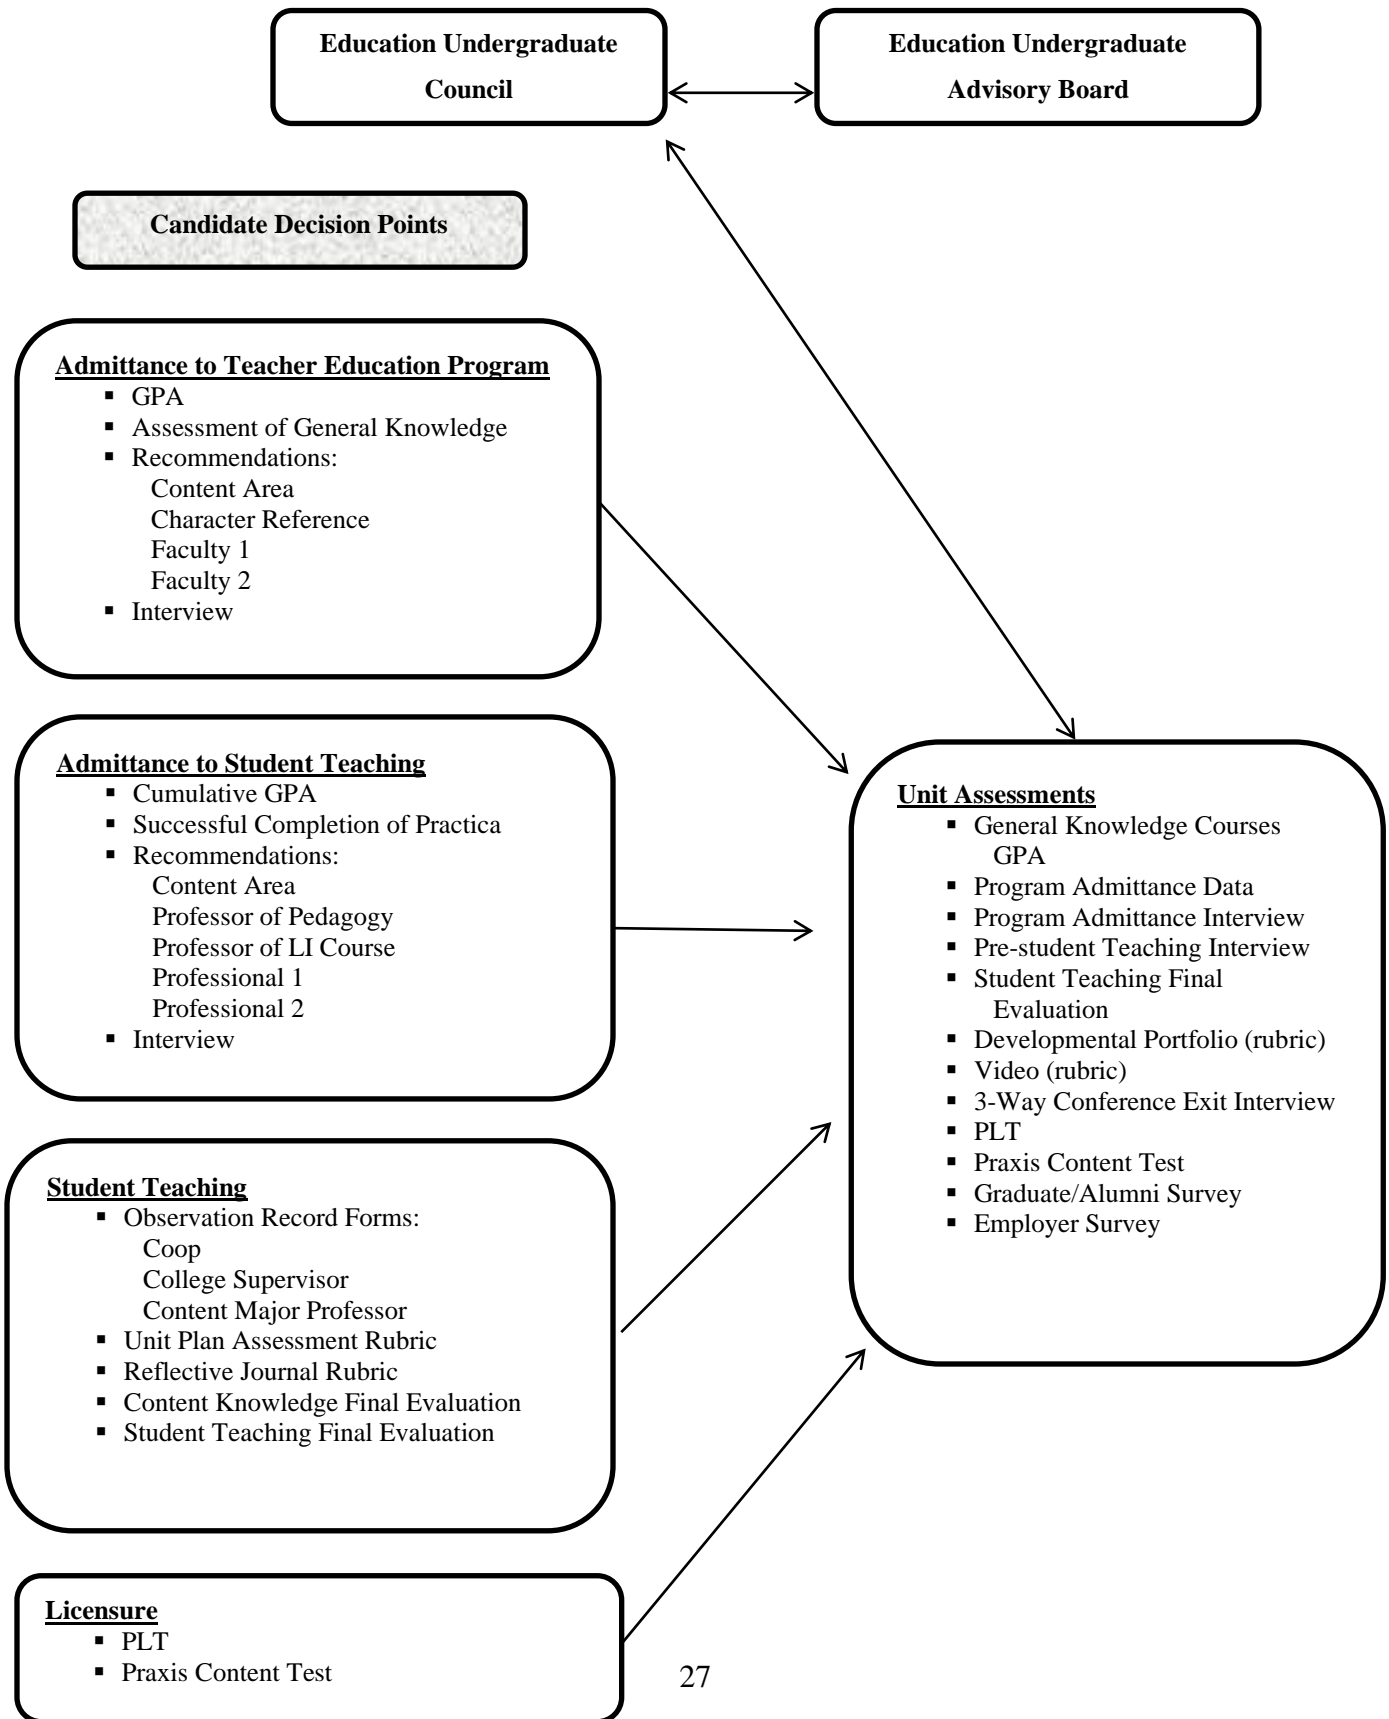 Education Undergraduate
Council
Education Undergraduate
Advisory Board
Candidate Decision Points
Admittance to Teacher Education Program
▪ GPA
▪ Assessment of General Knowledge
▪ Recommendations:
Content Area
Character Reference
Faculty 1
Faculty 2
▪ Interview
Admittance to Student Teaching
▪ Cumulative GPA
▪ Successful Completion of Practica
▪ Recommendations:
Content Area
Professor of Pedagogy
Professor of LI Course
Professional 1
Professional 2
▪ Interview
Student Teaching
▪ Observation Record Forms:
Coop
College Supervisor
Content Major Professor
▪ Unit Plan Assessment Rubric
▪ Reflective Journal Rubric
▪ Content Knowledge Final Evaluation
▪ Student Teaching Final Evaluation
Licensure
▪ PLT
▪ Praxis Content Test
Unit Assessments
▪ General Knowledge Courses
GPA
▪ Program Admittance Data
▪ Program Admittance Interview
▪ Pre-student Teaching Interview
▪ Student Teaching Final
Evaluation
▪ Developmental Portfolio (rubric)
▪ Video (rubric)
▪ 3-Way Conference Exit Interview
▪ PLT
▪ Praxis Content Test
▪ Graduate/Alumni Survey
▪ Employer Survey
27